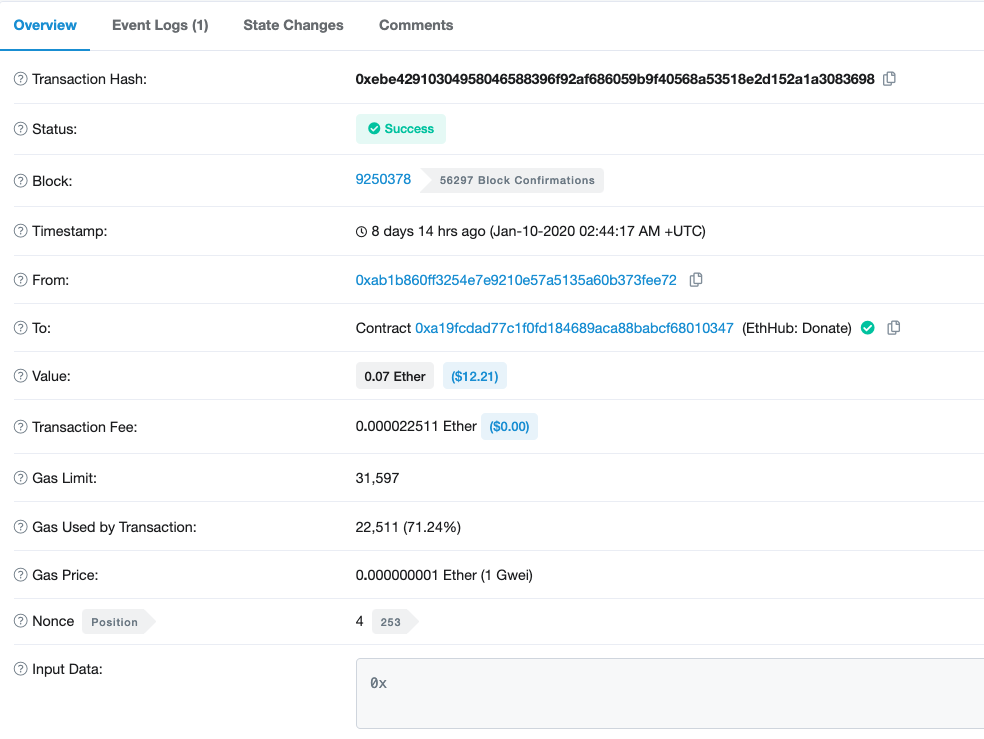 Overview Event Logs (1) State Changes Comments
Transaction Hash: 0xebe42910304958046588396f92af686059b9f40568a53518e2d152a1a3083698
Status: Success
Block: 9250378 56297 Block Confirmations
Timestamp: 8 days 14 hrs ago (Jan-10-2020 02:44:17 AM +UTC)
From: 0xab1b860ff3254e7e9210e57a5135a60b373fee72
To: Contract 0xa19fcdad77c1f0fd184689aca88babcf68010347 (EthHub: Donate)
Value: 0.07 Ether ($12.21)
Transaction Fee: 0.000022511 Ether ($0.00)
Gas Limit: 31,597
Gas Used by Transaction: 22,511 (71.24%)
Gas Price: 0.000000001 Ether (1 Gwei)
Nonce Position 4 253
Input Data: 0x